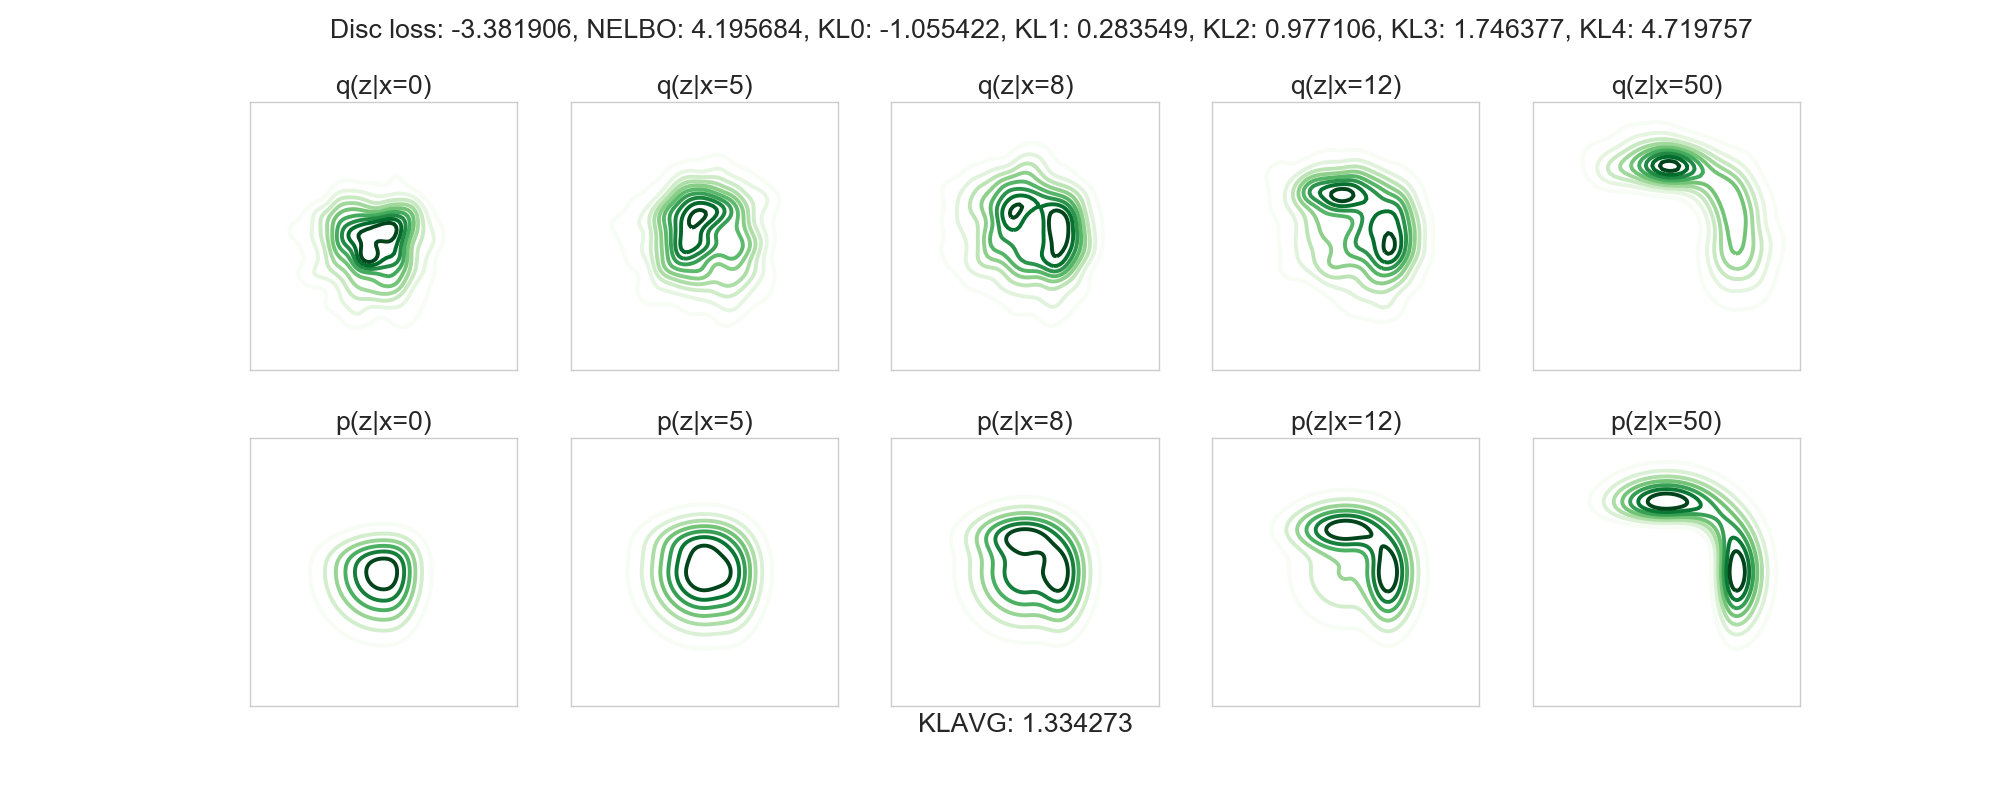 Disc loss: -3.381906, NELBO: 4.195684, KL0: -1.055422, KL1: 0.283549, KL2: 0.977106, KL3: 1.746377, KL4: 4.719757
q(z|x=0)
q(z|x=5)
q(z|x=8)
q(z|x=12)
q(z|x=50)
p(z|x=0)
p(z|x=5)
p(z|x=8)
p(z|x=12)
p(z|x=50)
KLAVG: 1.334273